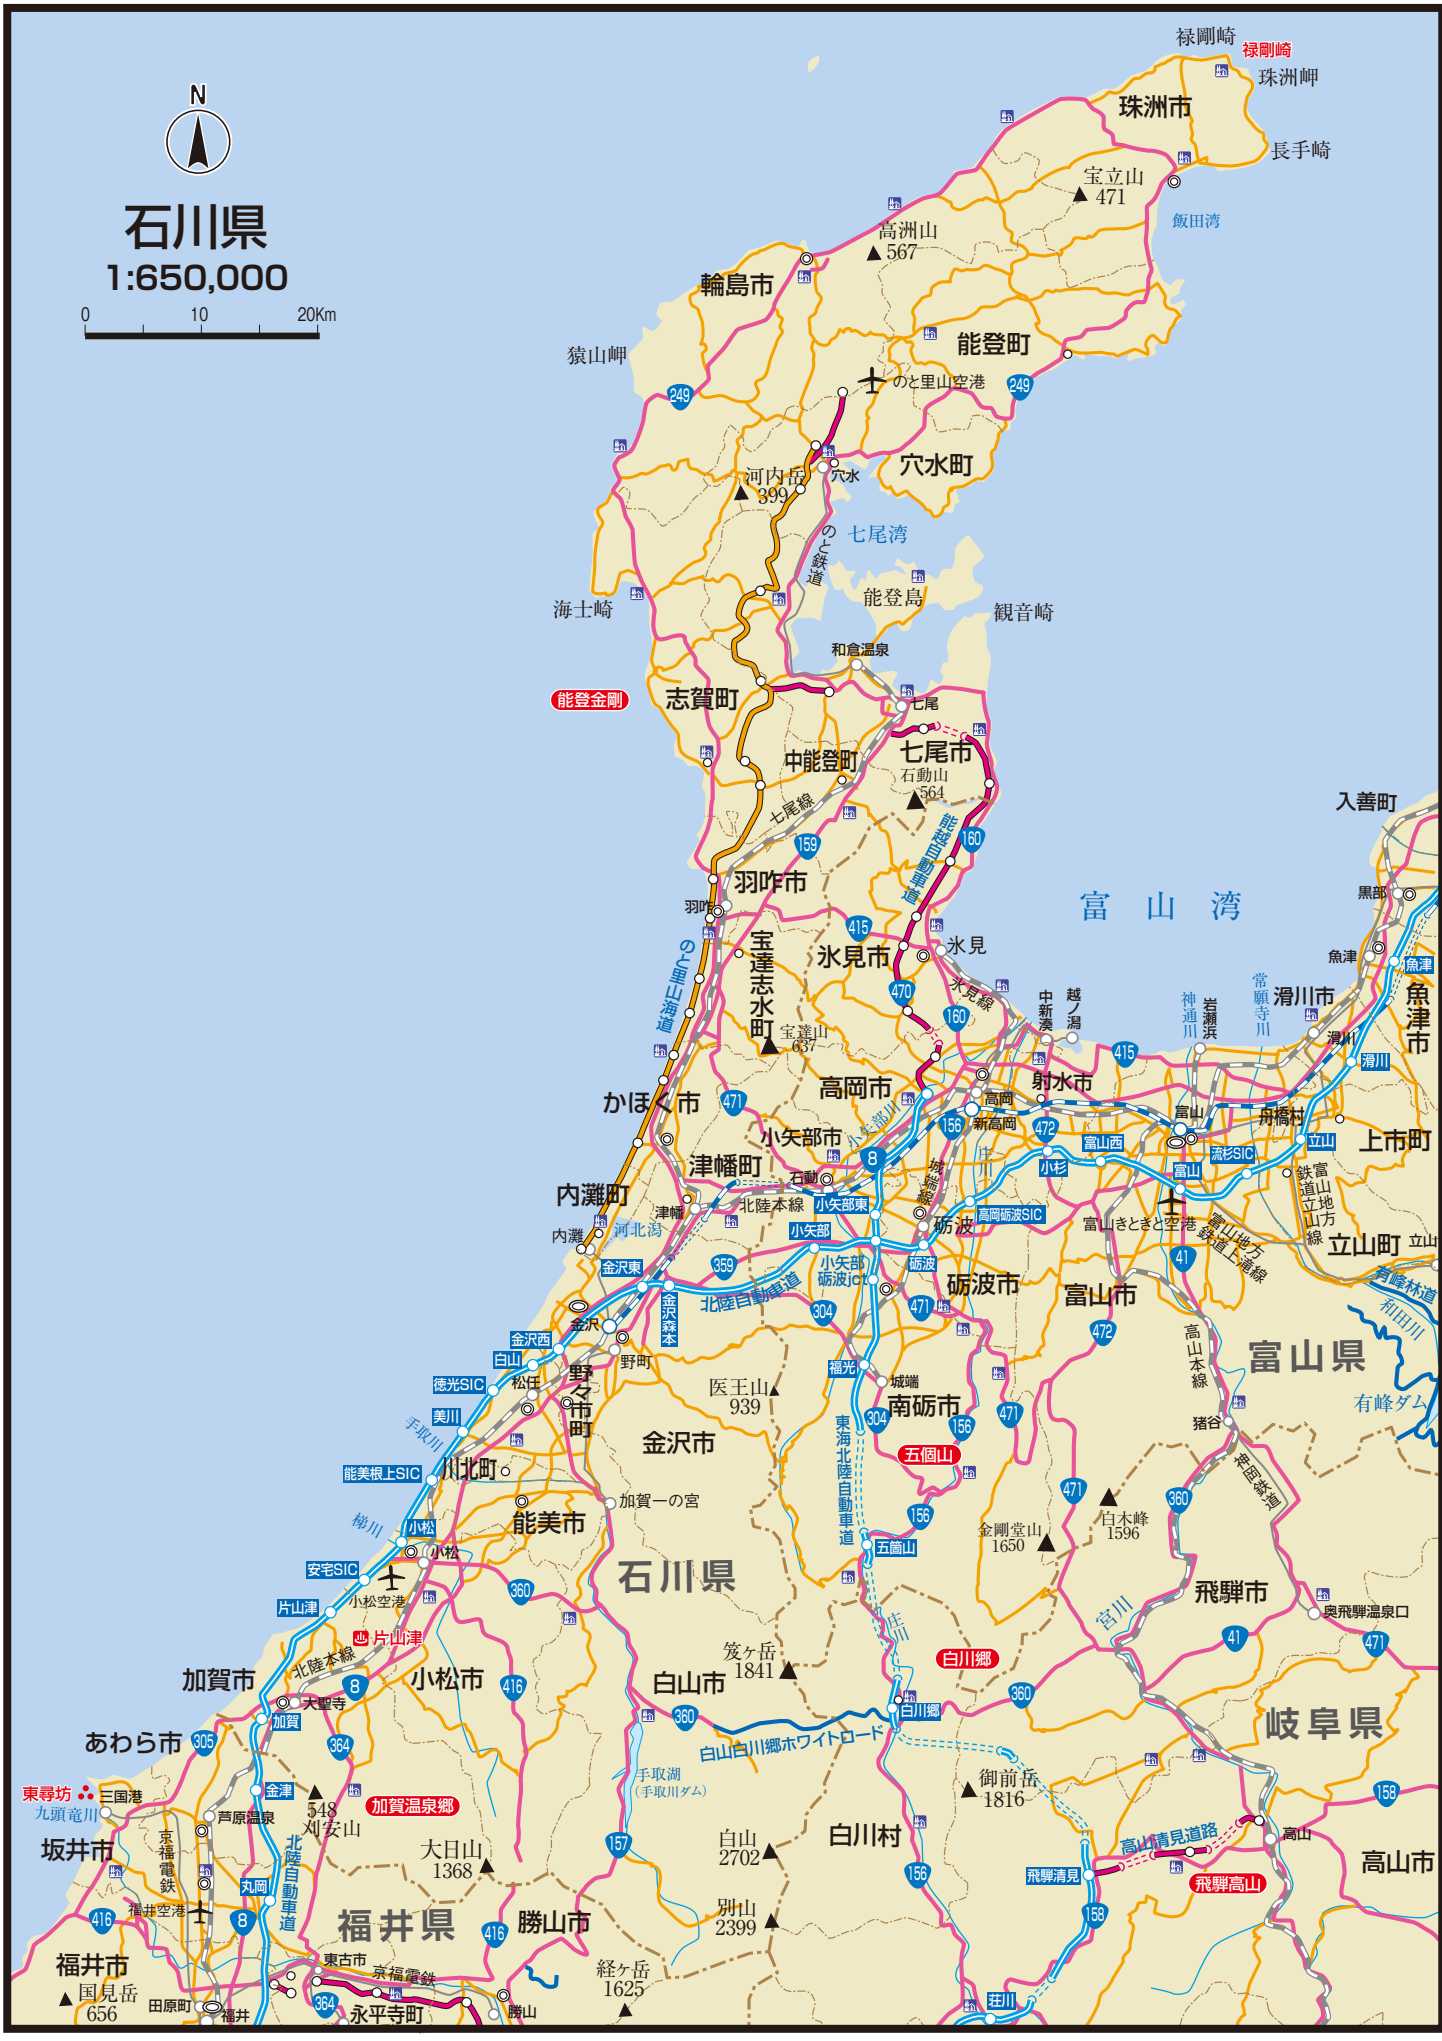 禄剛崎
禄剛崎
珠洲岬
N
珠洲市
長手崎
宝立山
471
石川県
飯田湾
高洲山
567
1:650,000
輪島市
0 10 20Km
能登町
猿山岬
のと里山空港
249
249
穴水町
河内岳
399
穴水
七尾湾
のと鉄道
能登島
海士崎
観音崎
和倉温泉
能登金剛
志賀町
七尾
七尾市
中能登町
石動山
564
入善町
七尾線
能越自動車道
160
159
羽咋市
黒部
羽咋
富山湾
415
宝達志水町
氷見市
氷見
のと里山海道
魚津
魚津
470
氷見線
中新湊
越ノ潟
神通川
岩瀬浜
常願寺川
滑川市
魚津市
160
宝達山
637
滑川
415
滑川
高岡市
射水市
かほく市
471
高岡
小矢部川
新高岡
156
472
富山
舟橋村
小矢部市
富山西
立山
上市町
8
城端線
庄川
小杉
流杉SIC
津幡町
石動
富山
内灘町
北陸本線
小矢部東
津幡
高岡砺波SIC
富山きときと空港
富山地方鉄道立山線
内灘
河北潟
小矢部
砺波
富山地方鉄道上滝線
立山町
立山
金沢東
359
小矢部砺波jct
砺波
41
砺波市
富山市
有峰林道
北陸自動車道
304
471
和田川
金沢森本
472
金沢
金沢西
高山本線
富山県
白山
野町
福光
野々市町
徳光SIC
松任
医王山
939
城端
南砺市
有峰ダム
美川
304
156
471
猪谷
手取川
東海北陸自動車道
金沢市
五個山
川北町
能美根上SIC
神岡鉄道
471
360
加賀一の宮
白木峰
1596
能美市
156
梯川
小松
金剛堂山
1650
小松
五箇山
安宅SIC
石川県
小松空港
360
飛騨市
片山津
奥飛騨温泉口
庄川
宮川
片山津
41
471
笈ヶ岳
1841
白川郷
北陸本線
加賀市
小松市
白山市
8
416
360
大聖寺
360
白川郷
加賀
岐阜県
あわら市
305
364
白山白川郷ホワイトロード
手取湖
(手取川ダム)
御前岳
1816
東尋坊
三国港
金津
158
加賀温泉郷
九頭竜川
548
刈安山
芦原温泉
157
白山
2702
白川村
高山清見道路
高山
坂井市
京福電鉄
大日山
1368
北陸自動車道
高山市
156
飛騨清見
飛騨高山
丸岡
福井空港
別山
2399
416
8
福井県
158
勝山市
416
福井市
東古市
京福電鉄
経ヶ岳
1625
国見岳
656
田原町
364
荘川
福井
永平寺町
勝山